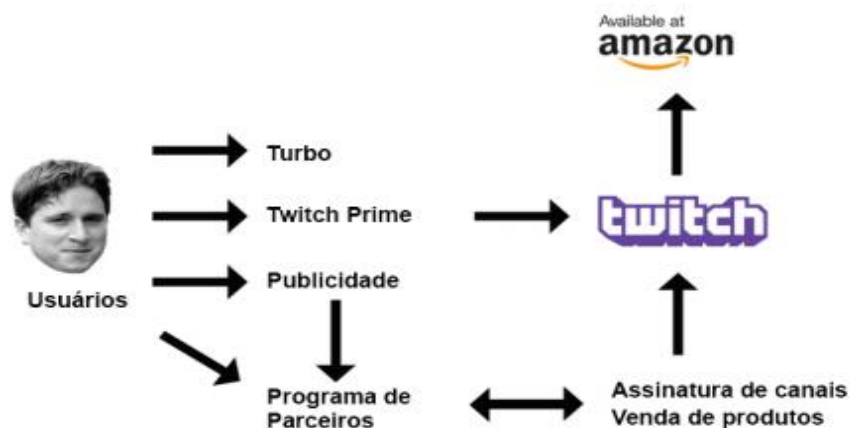 Available at
amazon
Turbo
Twitch Prime
twitch
Publicidade
Usuários
Programa de
Parceiros
Assinatura de canais
Venda de produtos